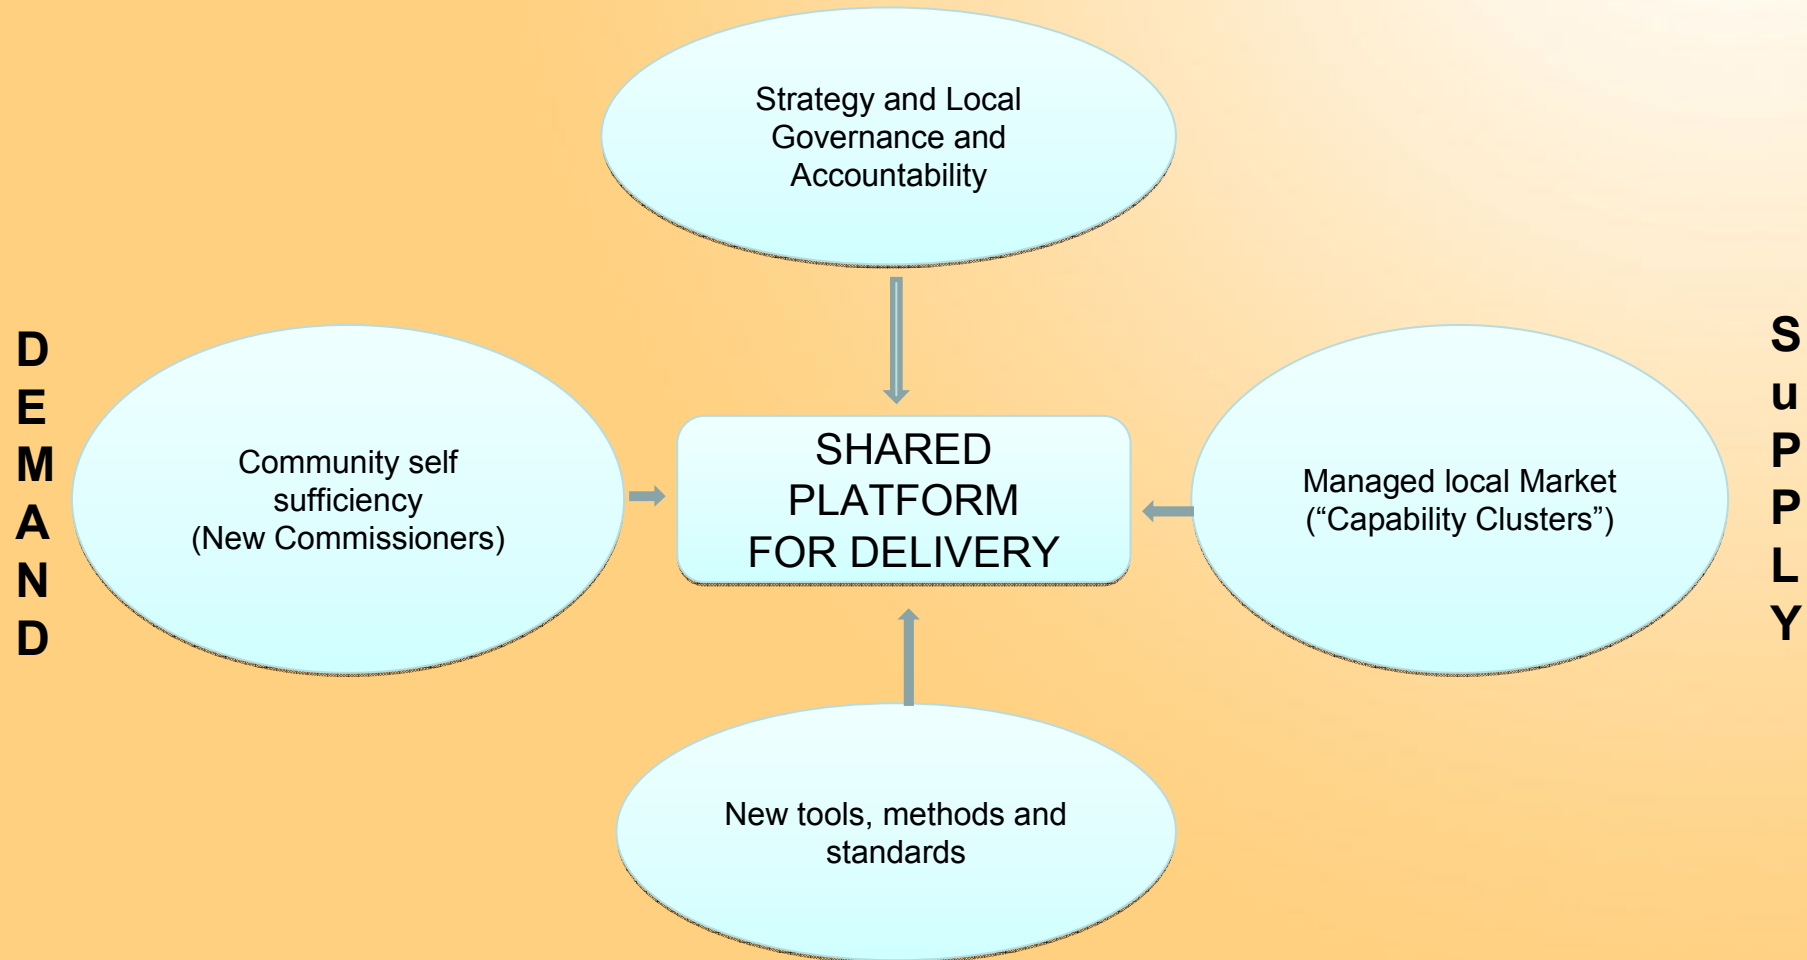 Strategy and Local
Governance and
Accountability
D
E
M
A
N
D
Community self
sufficiency
(New Commissioners)
SHARED
PLATFORM
FOR DELIVERY
Managed local Market
(“Capability Clusters”)
S
u
P
P
L
Y
New tools, methods and
standards